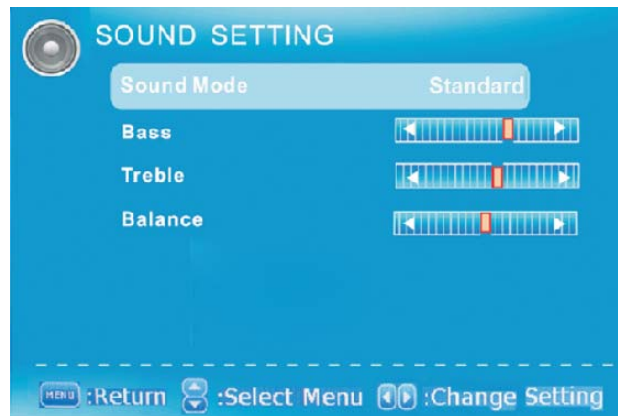 SOUND SETTING
Sound Mode Standard
Bass
Treble
Balance
MENU :Return :Select Menu :Change Setting